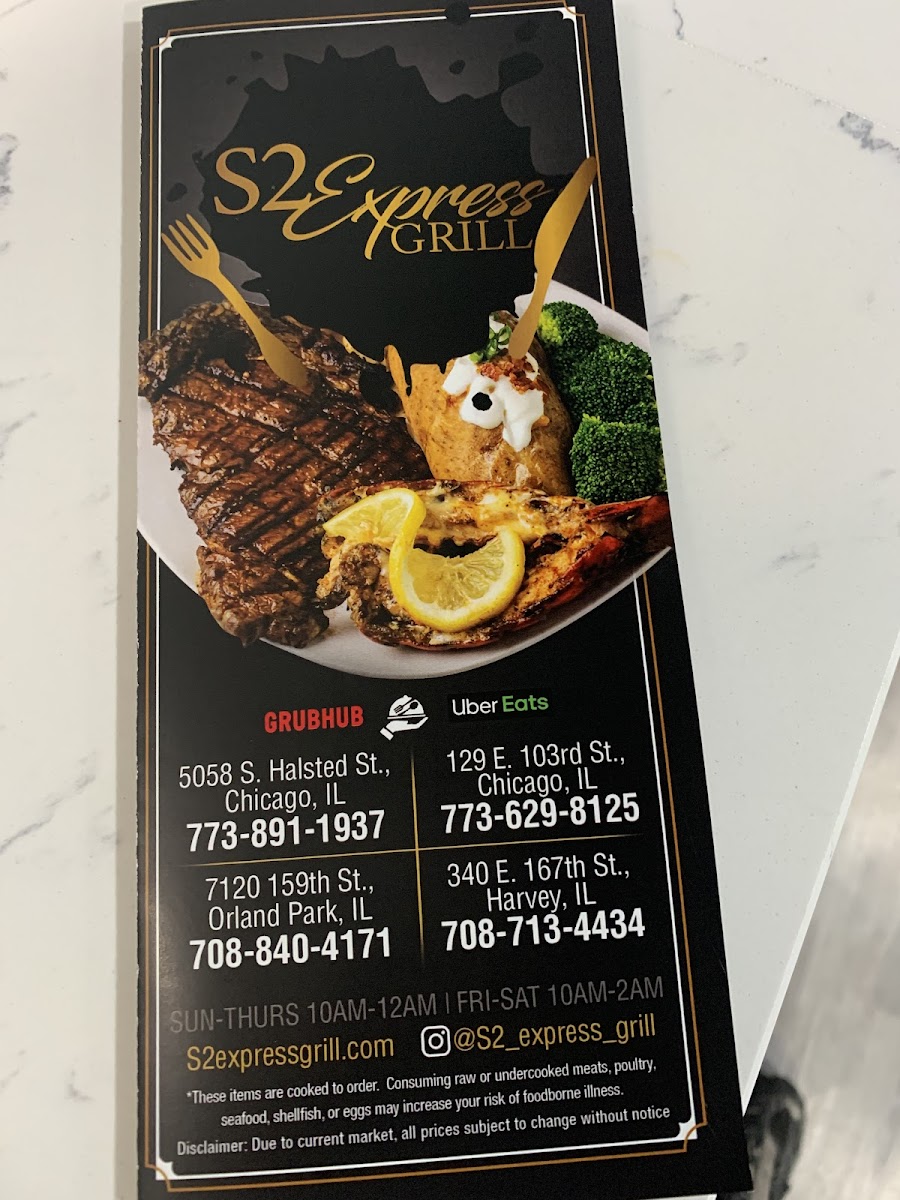 S2 Express
GRILL
GRUBHUB
Uber Eats
5058 S. Halsted St.,
Chicago, IL
773-891-1937
129 E. 103rd St.,
Chicago, IL
773-629-8125
7120 159th St.,
Orland Park, IL
708-840-4171
340 E. 167th St.,
Harvey, IL
708-713-4434
SUN-THURS 10AM-12AM | FRI-SAT 10AM-2AM
S2expressgrill.com @S2_express_grill
*These items are cooked to order. Consuming raw or undercooked meats, poultry,
seafood, shellfish, or eggs may increase your risk of foodborne illness.
Disclaimer: Due to current market, all prices subject to change without notice